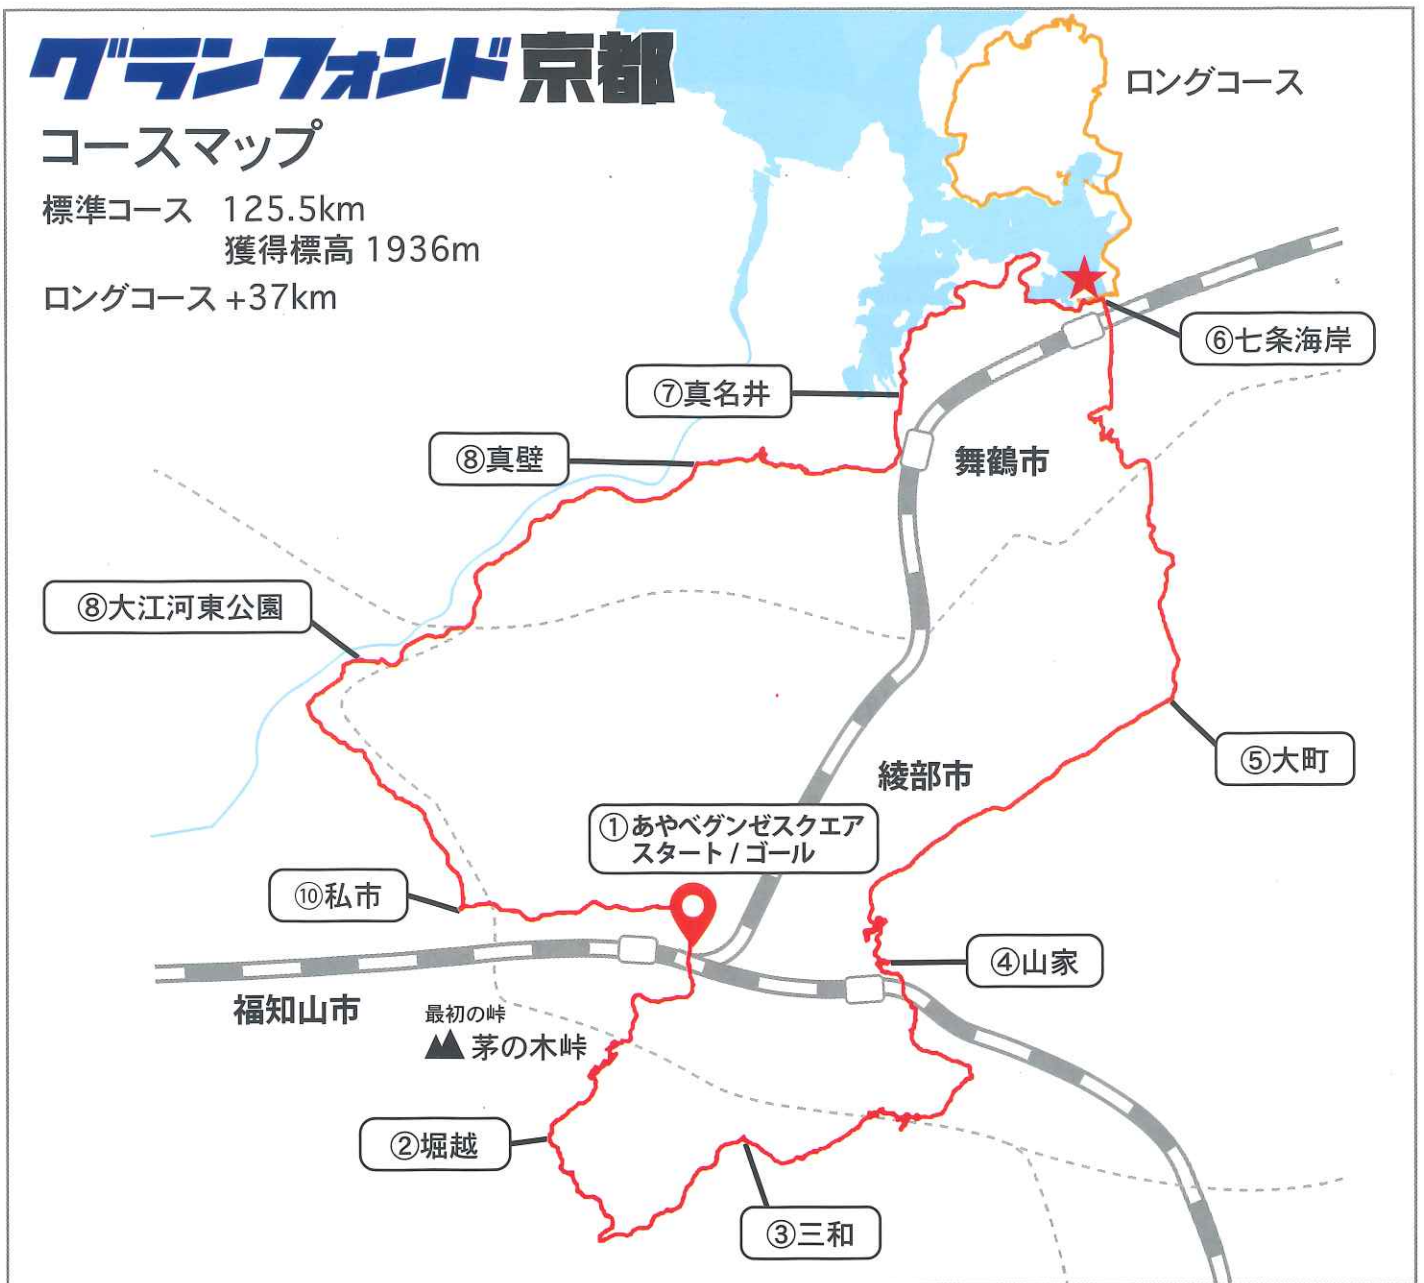 グランフォンド京都
コースマップ
標準コース 125.5km
獲得標高 1936m
ロングコース +37km
ロングコース
⑥七条海岸
⑦真名井
⑧真壁
舞鶴市
⑧大江河東公園
⑤大町
綾部市
①あやべグンゼスクエア
スタート / ゴール
⑩私市
④山家
福知山市
最初の峠
茅の木峠
②堀越
③三和